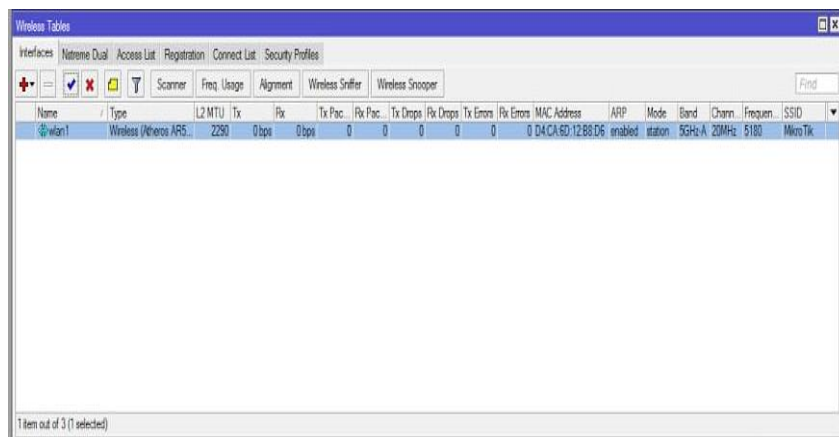 Wireless Tables
Interfaces Nstreme Dual Access List Registration Connect List Security Profiles
Scanner Freq. Usage Alignment Wireless Sniffer Wireless Snooper Find
Name Type L2 MTU Tx Rx Tx Pac... Rx Pac... Tx Drops Rx Drops Tx Errors Rx Errors MAC Address ARP Mode Band Chann... Frequen... SSID
wlan1 Wireless (Atheros AR5... 2290 0 bps 0 bps 0 0 0 0 0 0 D4:CA:6D:12:B8:D6 enabled station 5GHz-A 20MHz 5180 MikroTik
1 item out of 3 (1 selected)